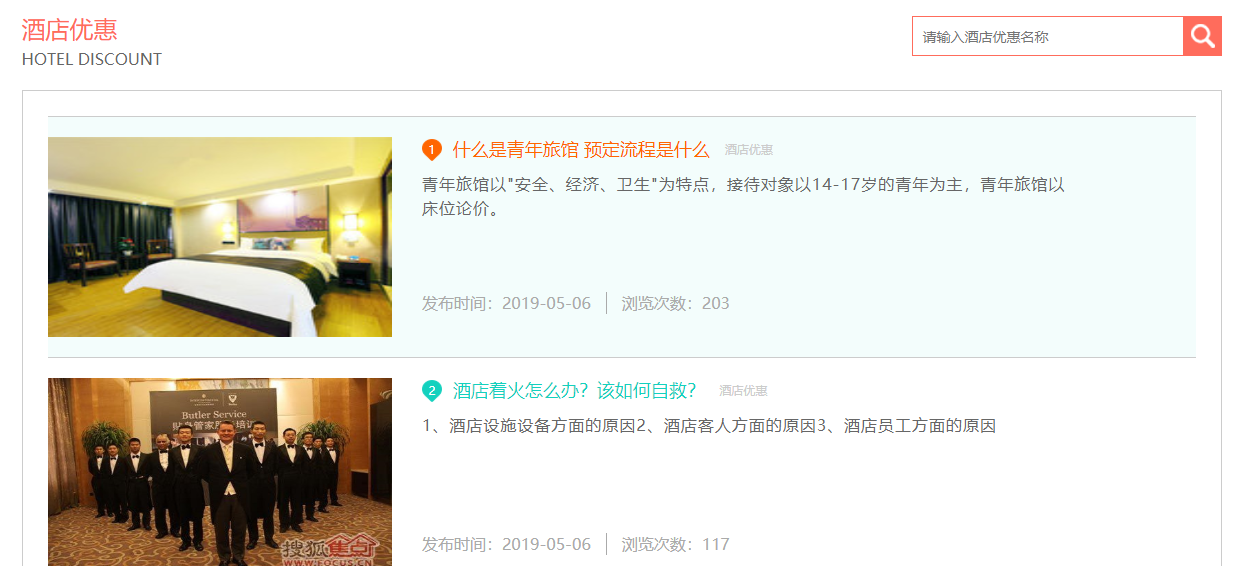 酒店优惠
HOTEL DISCOUNT
请输入酒店优惠名称
1 什么是青年旅馆 预定流程是什么 酒店优惠
青年旅馆以"安全、经济、卫生"为特点，接待对象以14-17岁的青年为主，青年旅馆以
床位论价。
发布时间：2019-05-06 浏览次数：203
2 酒店着火怎么办？该如何自救？ 酒店优惠
1、酒店设施设备方面的原因2、酒店客人方面的原因3、酒店员工方面的原因
Butler Service
发布时间：2019-05-06 浏览次数：117
搜狐焦点
WWW.FOCUS.CN